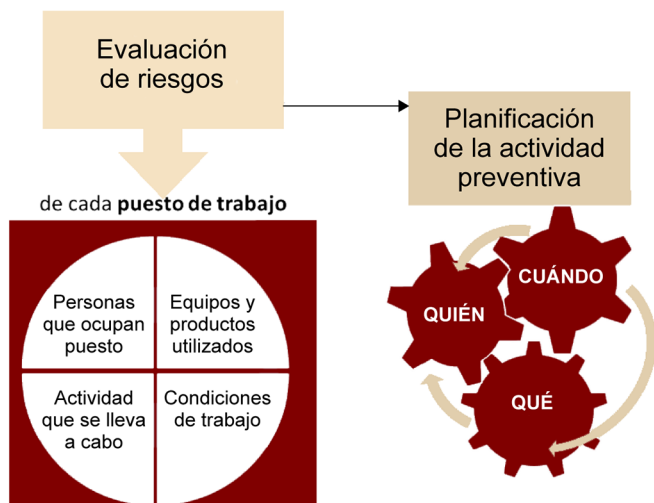 Evaluación
de riesgos
Planificación
de la actividad
preventiva
de cada puesto de trabajo
Personas
que ocupan
puesto
Equipos y
productos
utilizados
Actividad
que se lleva
a cabo
Condiciones
de trabajo
CUÁNDO
QUIÉN
QUÉ